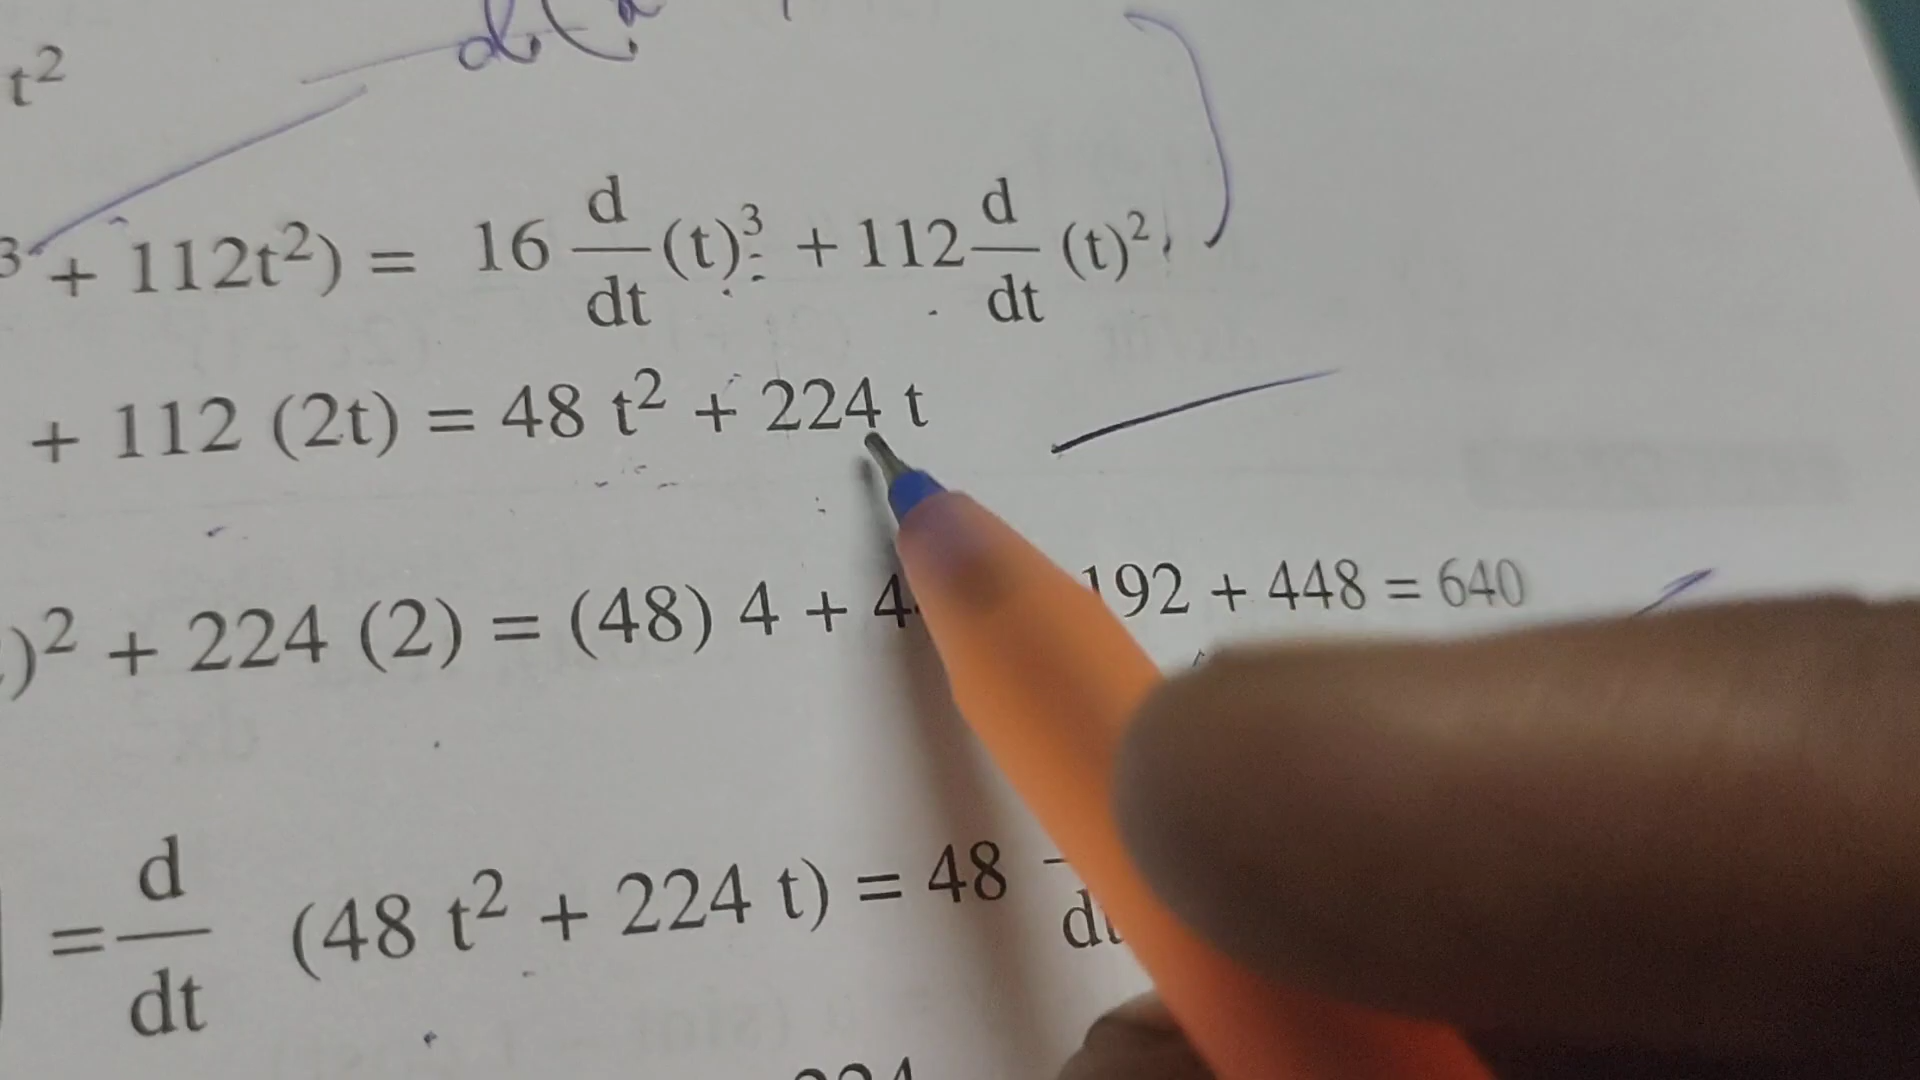 t²
3 + 112t²) = 16 d/dt (t)³ + 112 d/dt (t)²
+ 112 (2t) = 48 t² + 224 t
)² + 224 (2) = (48) 4 + 4 192 + 448 = 640
= d/dt (48 t² + 224 t) = 48